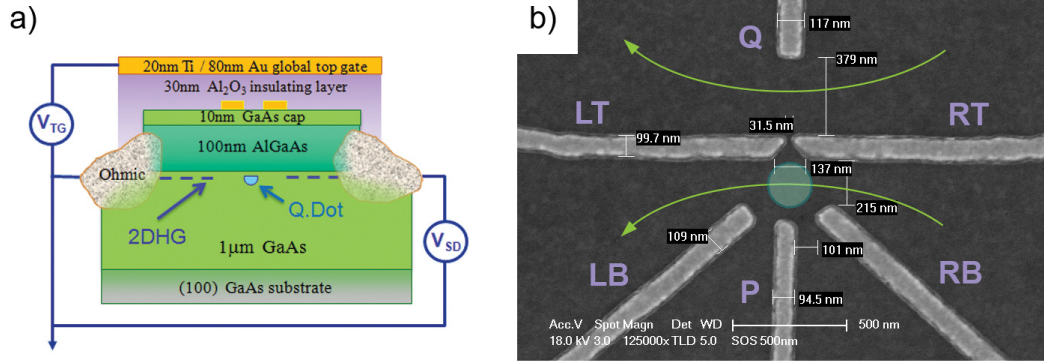 a)
20nm Ti / 80nm Au global top gate
30nm Al₂O₃ insulating layer
10nm GaAs cap
100nm AlGaAs
V_TG
Ohmic
2DHG
Q.Dot
V_SD
1μm GaAs
(100) GaAs substrate
b)
Q
117 nm
379 nm
LT
31.5 nm
RT
99.7 nm
137 nm
215 nm
109 nm
101 nm
LB
P
RB
94.5 nm
Acc.V Spot Magn Det WD
18.0 kV 3.0 125000x TLD 5.0 SOS 500nm
500 nm